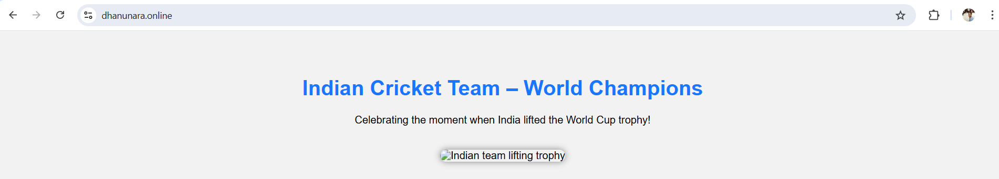 dhanunara.online
Indian Cricket Team – World Champions
Celebrating the moment when India lifted the World Cup trophy!
Indian team lifting trophy